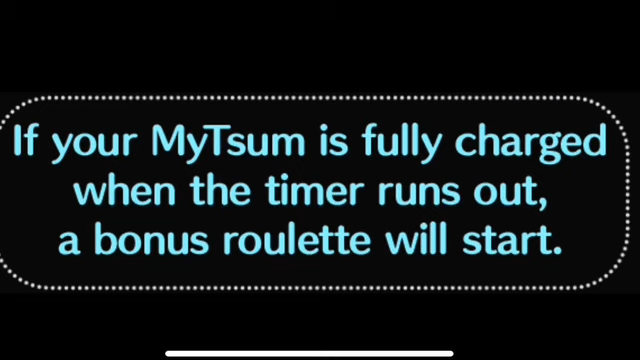 If your MyTsum is fully charged
when the timer runs out,
a bonus roulette will start.